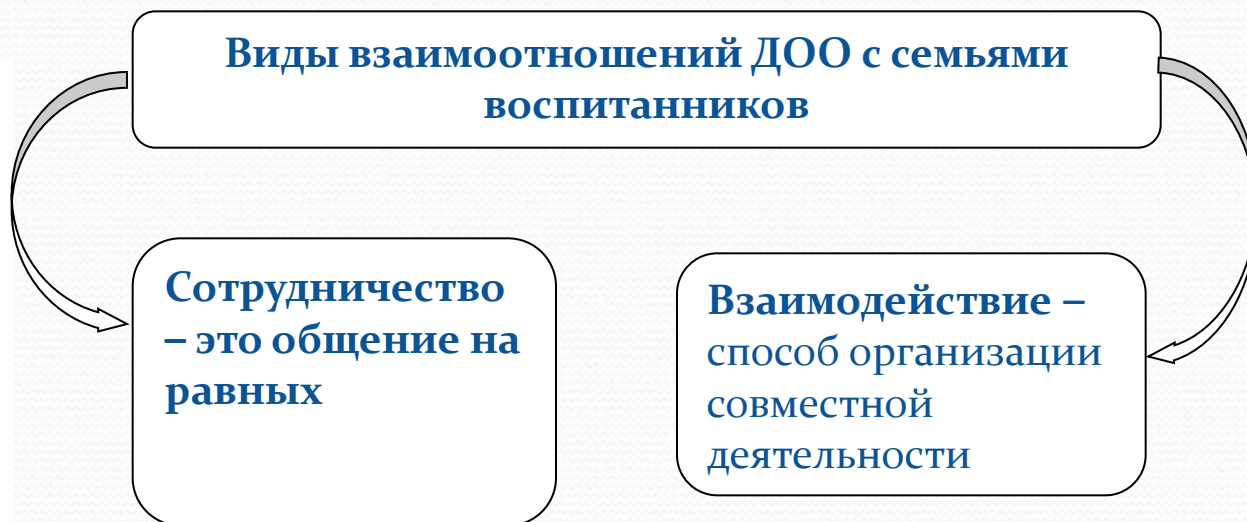 Виды взаимоотношений ДОО с семьями
воспитанников
Сотрудничество
– это общение на
равных
Взаимодействие –
способ организации
совместной
деятельности